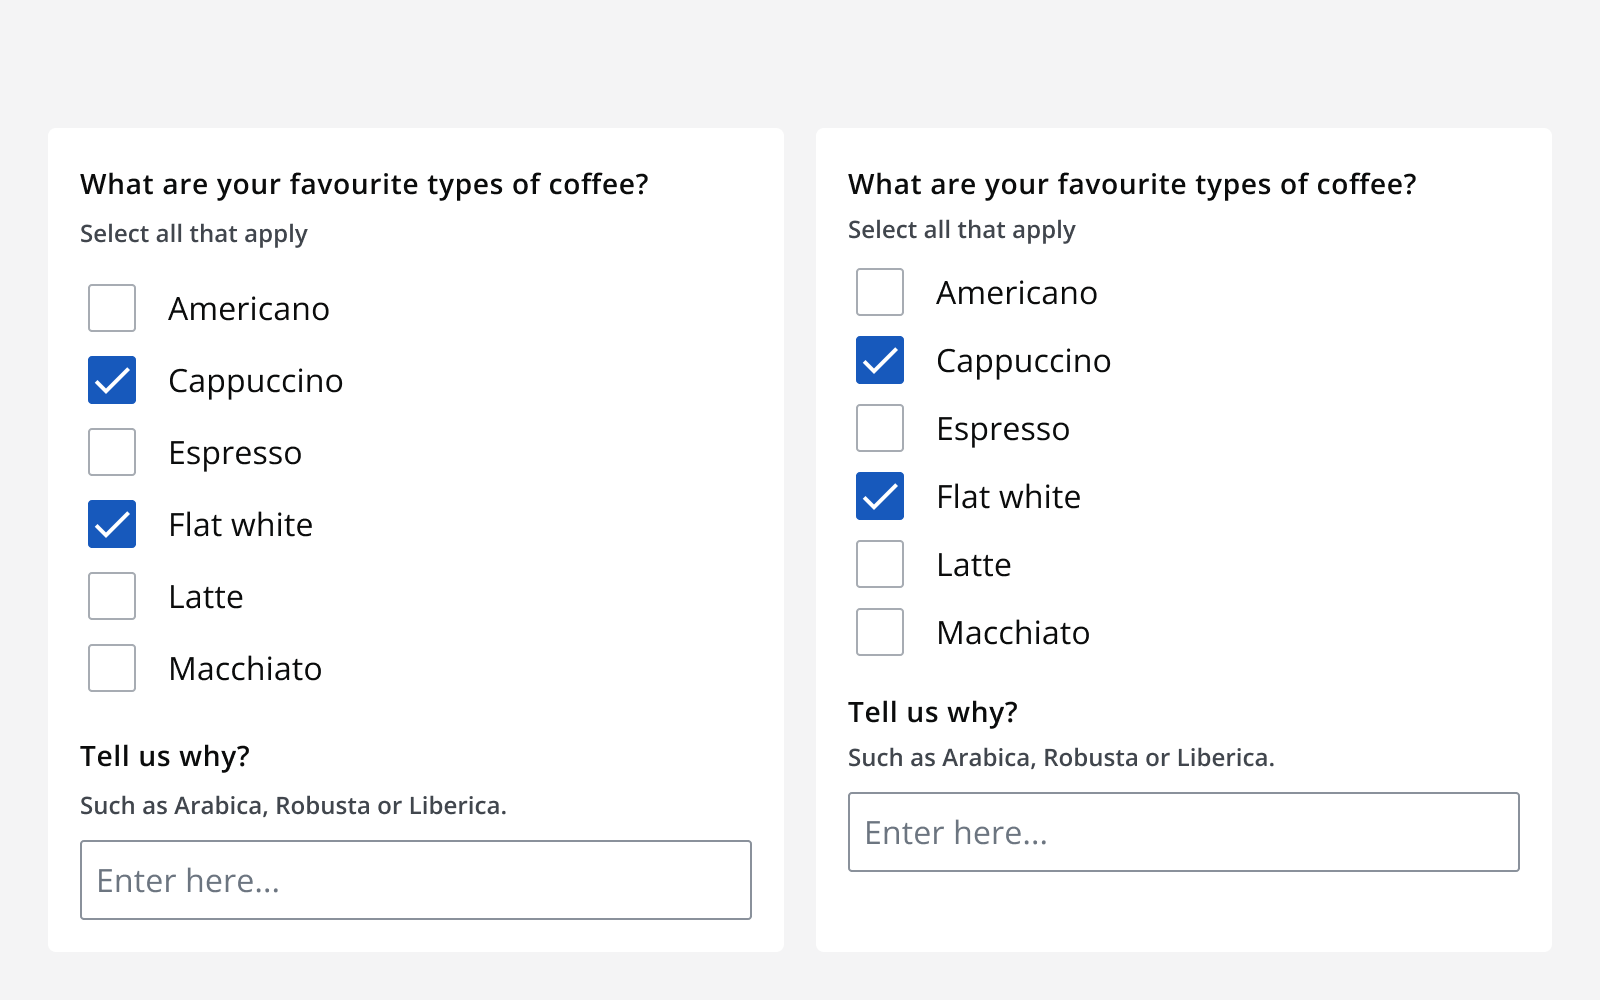 What are your favourite types of coffee?
Select all that apply
Americano
Cappuccino
Espresso
Flat white
Latte
Macchiato
Tell us why?
Such as Arabica, Robusta or Liberica.
Enter here...
What are your favourite types of coffee?
Select all that apply
Americano
Cappuccino
Espresso
Flat white
Latte
Macchiato
Tell us why?
Such as Arabica, Robusta or Liberica.
Enter here...